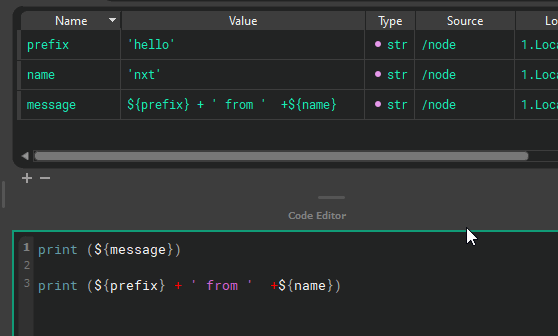 Name Value Type Source Lo
prefix 'hello' str /node 1.Loca
name 'nxt' str /node 1.Loca
message ${prefix} + ' from '  +${name} str /node 1.Loca
Code Editor
1 print (${message})
2
3 print (${prefix} + ' from '  +${name})